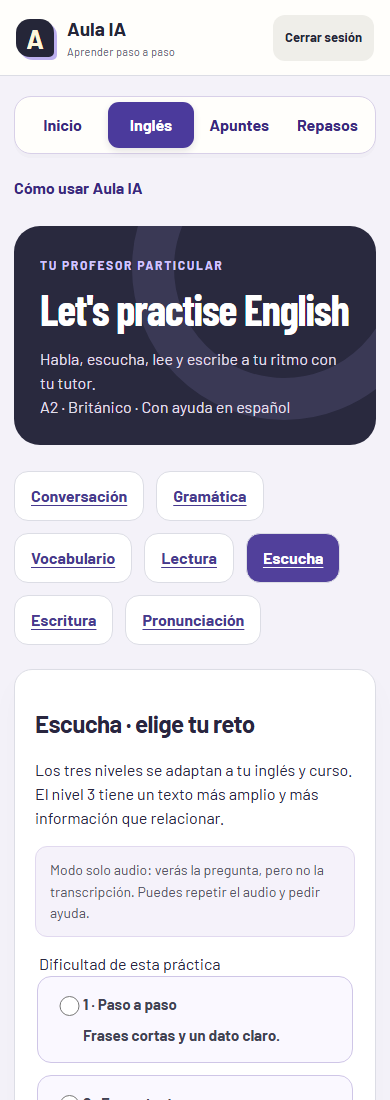 A
Aula IA
Aprender paso a paso
Cerrar sesión
Inicio
Inglés
Apuntes
Repasos
Cómo usar Aula IA
TU PROFESOR PARTICULAR
Let's practise English
Habla, escucha, lee y escribe a tu ritmo con
tu tutor.
A2 · Británico · Con ayuda en español
Conversación
Gramática
Vocabulario
Lectura
Escucha
Escritura
Pronunciación
Escucha · elige tu reto
Los tres niveles se adaptan a tu inglés y curso.
El nivel 3 tiene un texto más amplio y más
información que relacionar.
Modo solo audio: verás la pregunta, pero no la
transcripción. Puedes repetir el audio y pedir
ayuda.
Dificultad de esta práctica
1 · Paso a paso
Frases cortas y un dato claro.